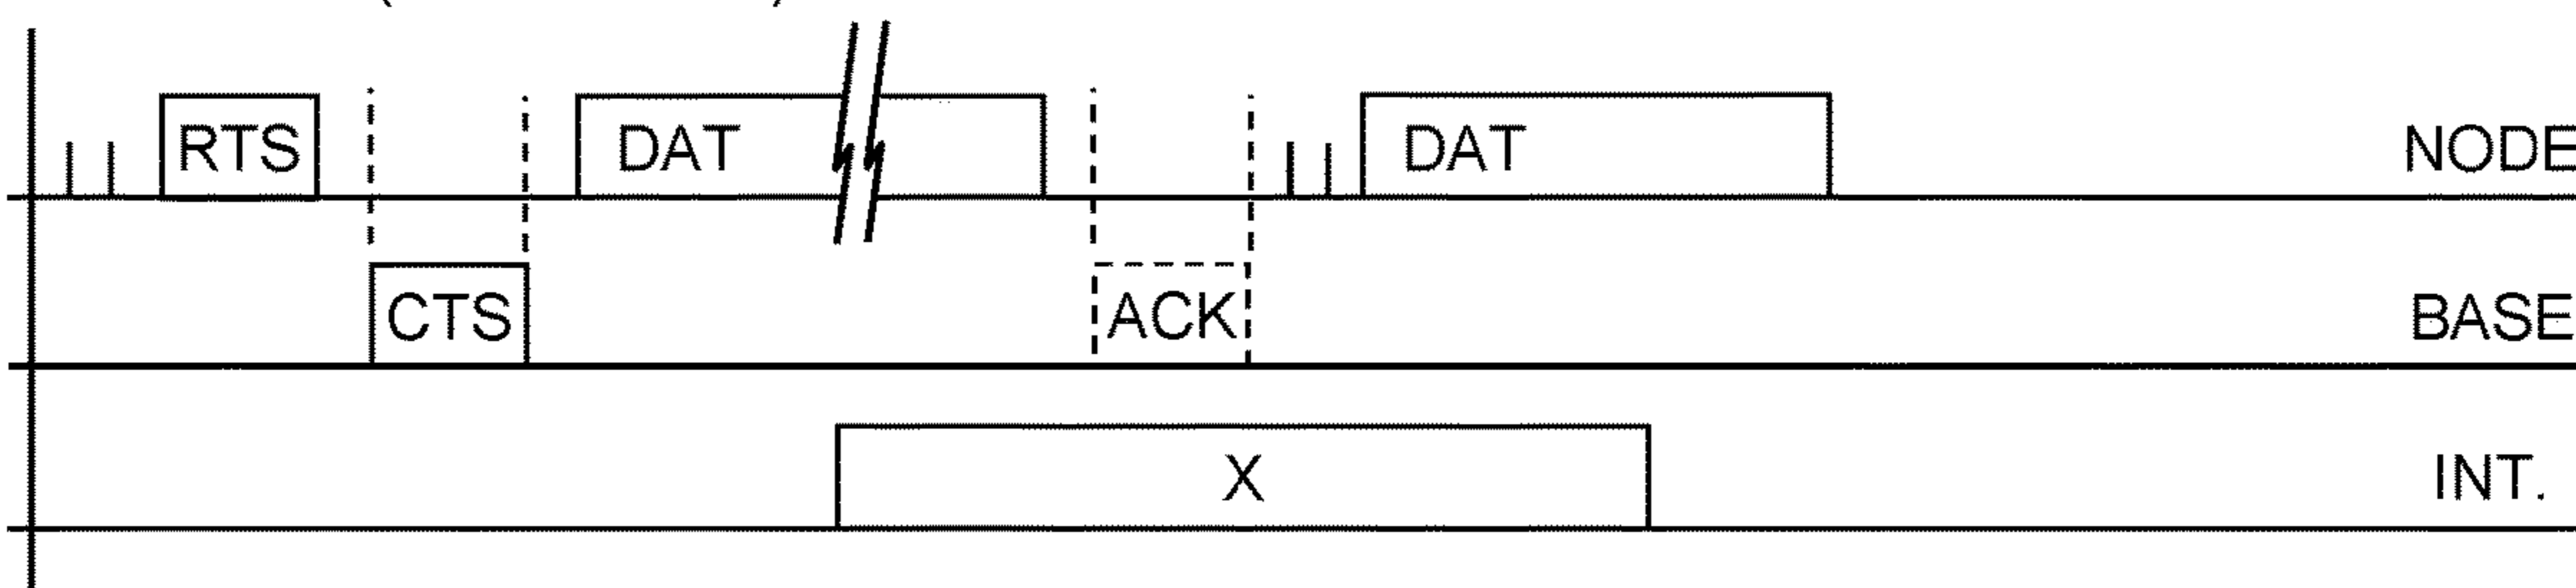 RTS DAT DAT NODE
CTS ACK BASE
X INT.